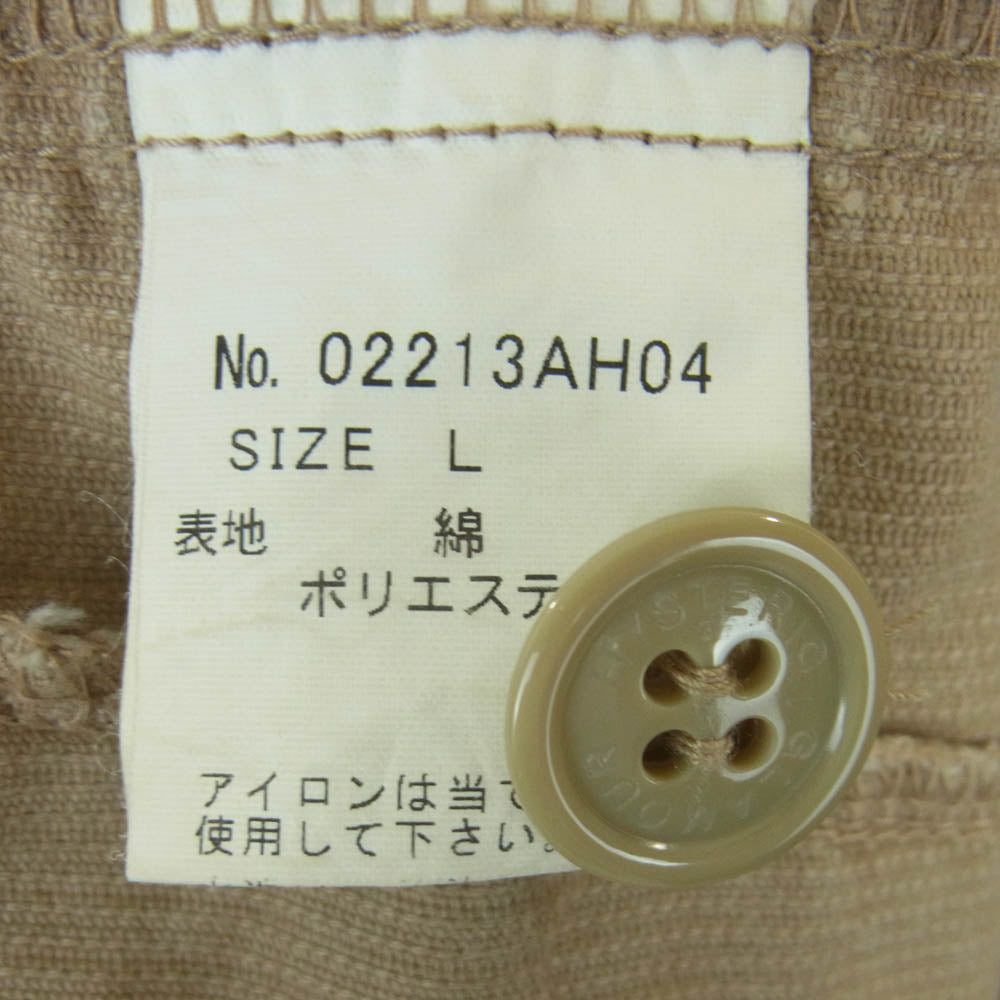 No. 02213AH04
SIZE L
表地 綿
ポリエステ
アイロンは当て
使用して下さい。
HYSTERIC GLAMOUR